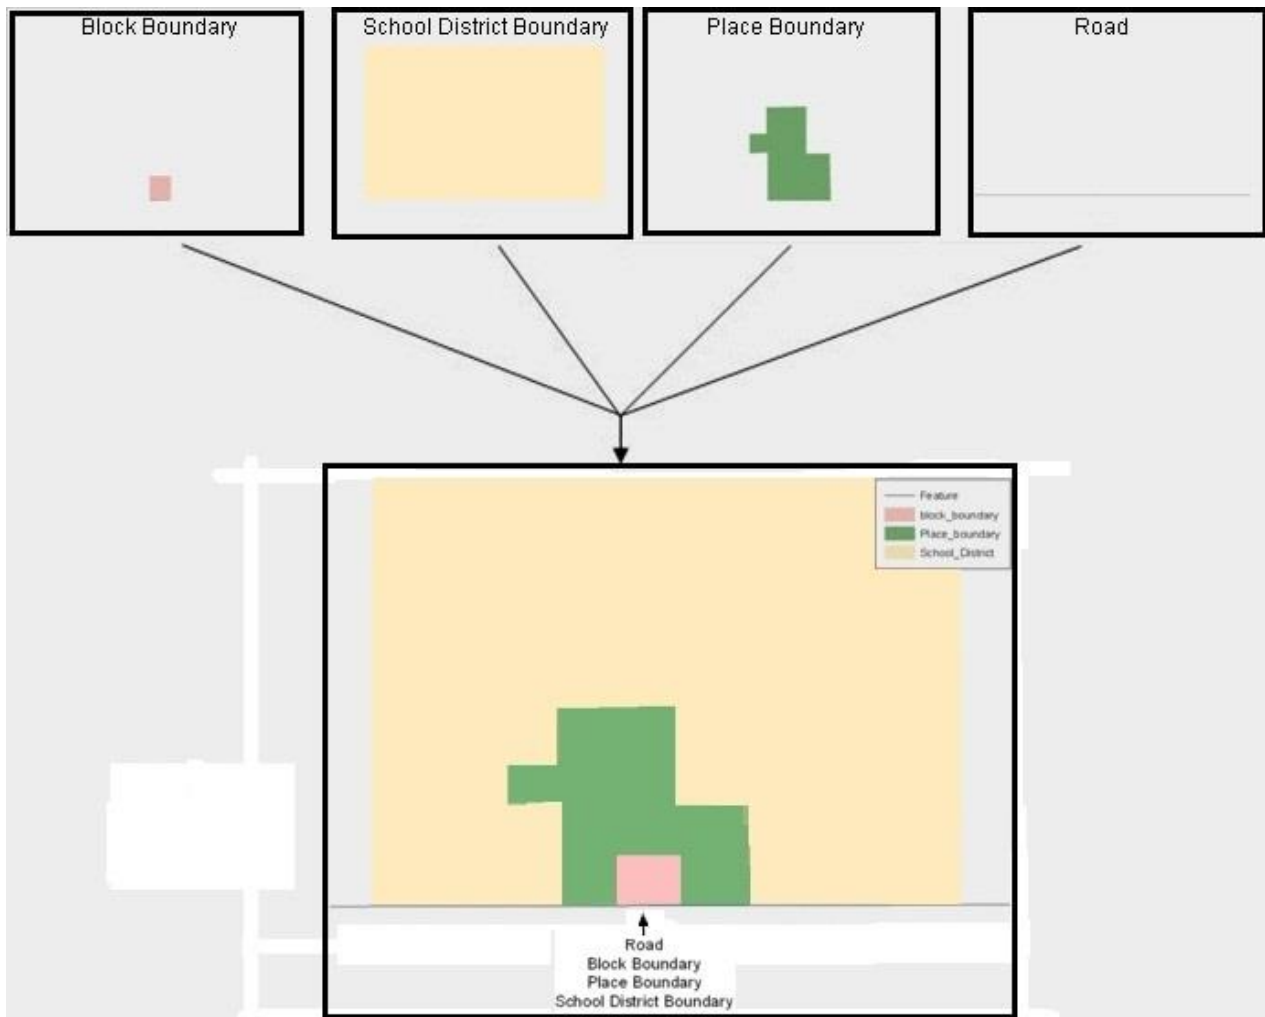 Block Boundary
School District Boundary
Place Boundary
Road
Feature
block_boundary
Place_boundary
School_District
Road
Block Boundary
Place Boundary
School District Boundary